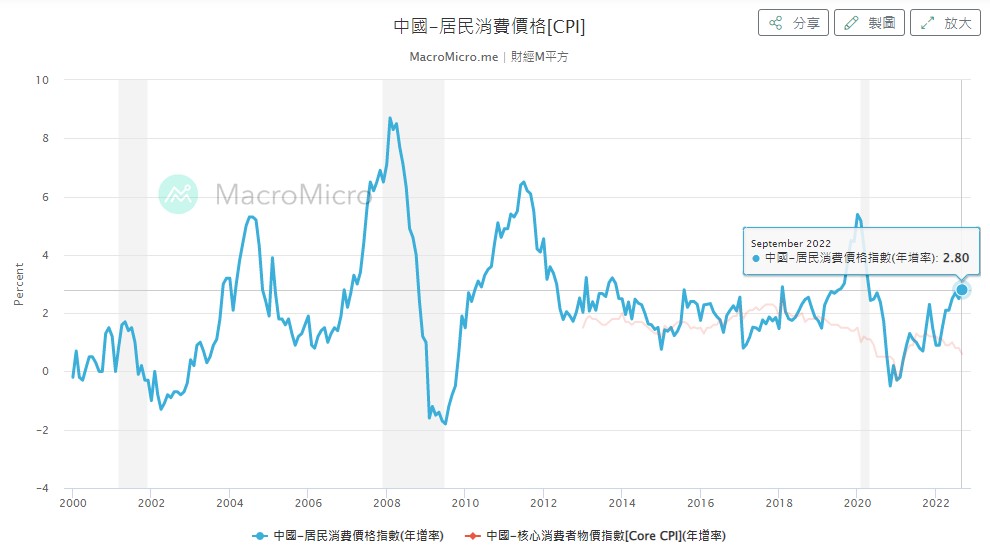 中國-居民消費價格[CPI]
分享
製圖
放大
MacroMicro.me | 財經M平方
10
8
6
4
2
0
-2
-4
Percent
MacroMicro
September 2022
中國-居民消費價格指數(年增率): 2.80
2000 2002 2004 2006 2008 2010 2012 2014 2016 2018 2020 2022
中國-居民消費價格指數(年增率) 中國-核心消費者物價指數[Core CPI](年增率)